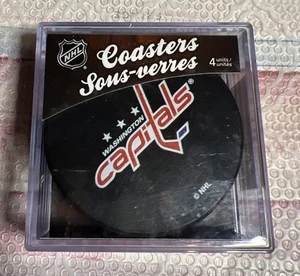 NHL
Coasters
Sous-verres
4 units/
unités
WASHINGTON
capitals
®
© NHL